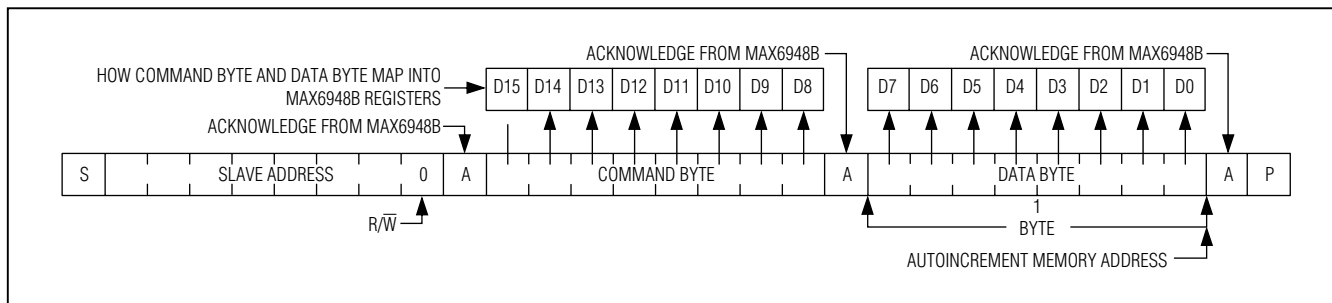 ACKNOWLEDGE FROM MAX6948B
ACKNOWLEDGE FROM MAX6948B
HOW COMMAND BYTE AND DATA BYTE MAP INTO
MAX6948B REGISTERS
D15 D14 D13 D12 D11 D10 D9 D8
D7 D6 D5 D4 D3 D2 D1 D0
ACKNOWLEDGE FROM MAX6948B
S SLAVE ADDRESS 0 A COMMAND BYTE A DATA BYTE A P
R/W̅
1
BYTE
AUTOINCREMENT MEMORY ADDRESS